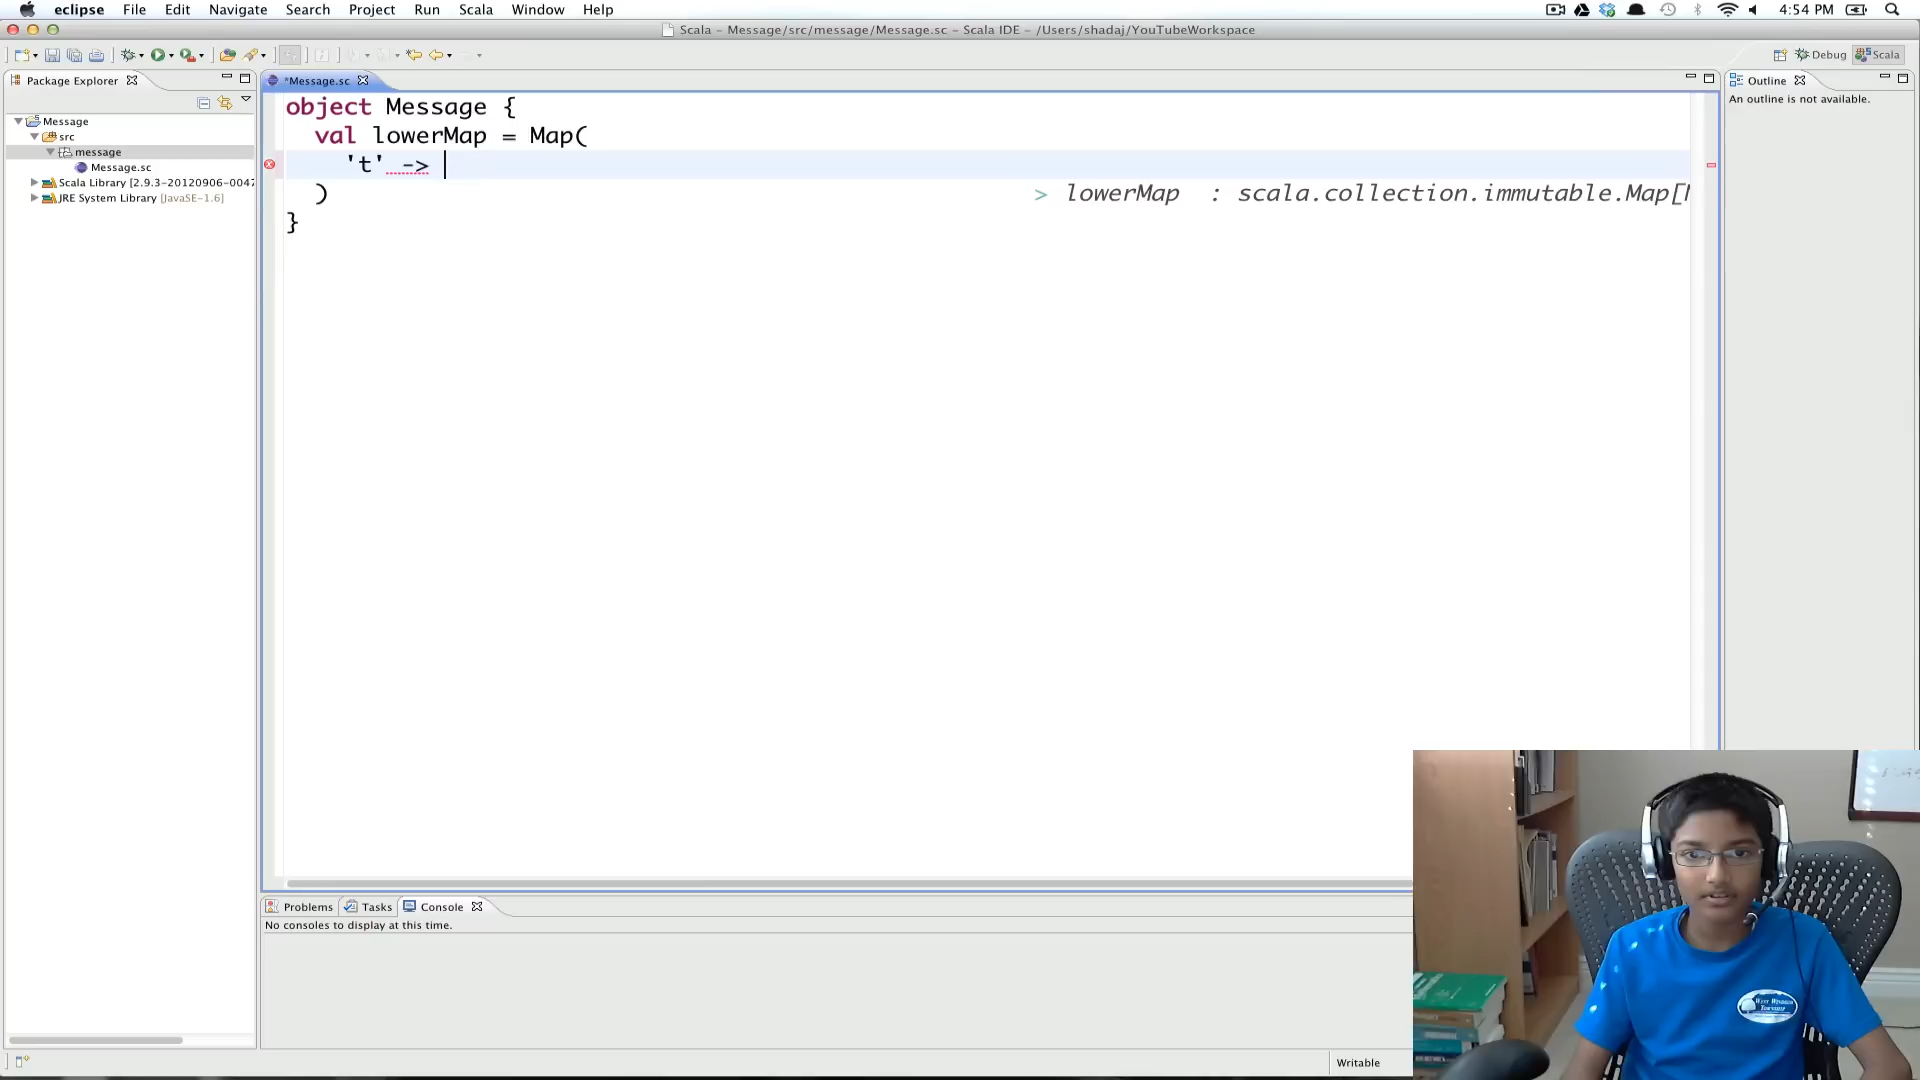 eclipse File Edit Navigate Search Project Run Scala Window Help 4:54 PM
Scala – Message/src/message/Message.sc – Scala IDE – /Users/shadaj/YouTubeWorkspace
Debug Scala
Package Explorer
Message
src
message
Message.sc
Scala Library [2.9.3-20120906-0047
JRE System Library [JavaSE-1.6]
*Message.sc
object Message {
val lowerMap = Map(
't' ->
)
> lowerMap : scala.collection.immutable.Map[
}
Outline
An outline is not available.
Problems Tasks Console
No consoles to display at this time.
Writable
WEST WINDSOR
TOWNSHIP